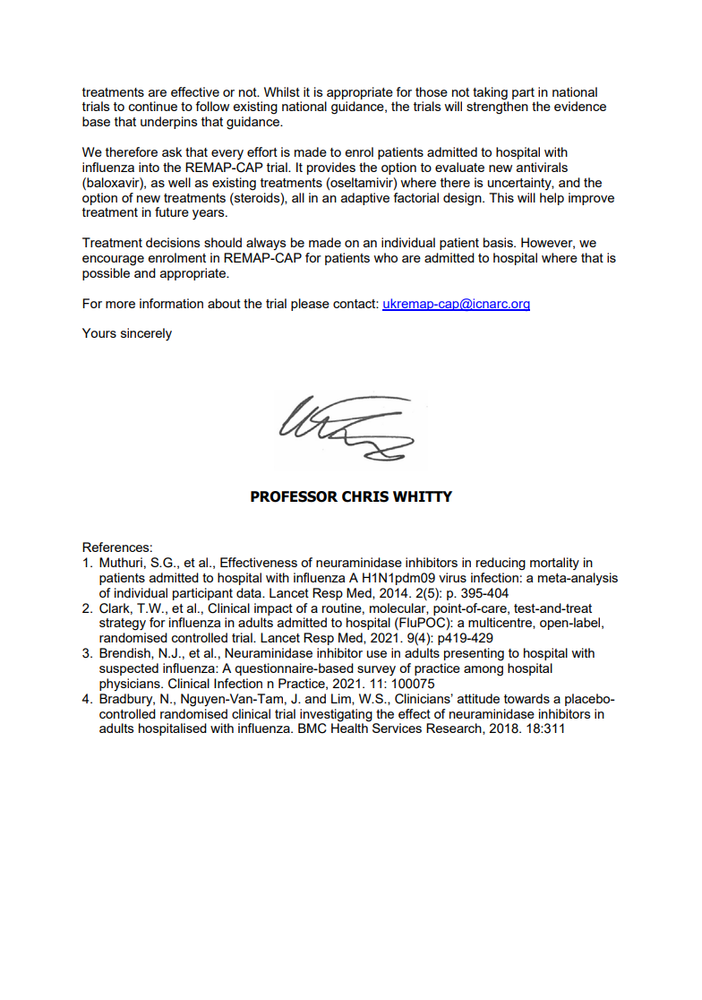 treatments are effective or not. Whilst it is appropriate for those not taking part in national
trials to continue to follow existing national guidance, the trials will strengthen the evidence
base that underpins that guidance.
We therefore ask that every effort is made to enrol patients admitted to hospital with
influenza into the REMAP-CAP trial. It provides the option to evaluate new antivirals
(baloxavir), as well as existing treatments (oseltamivir) where there is uncertainty, and the
option of new treatments (steroids), all in an adaptive factorial design. This will help improve
treatment in future years.
Treatment decisions should always be made on an individual patient basis. However, we
encourage enrolment in REMAP-CAP for patients who are admitted to hospital where that is
possible and appropriate.
For more information about the trial please contact: ukremap-cap@icnarc.org
Yours sincerely
PROFESSOR CHRIS WHITTY
References:
1. Muthuri, S.G., et al., Effectiveness of neuraminidase inhibitors in reducing mortality in
patients admitted to hospital with influenza A H1N1pdm09 virus infection: a meta-analysis
of individual participant data. Lancet Resp Med, 2014. 2(5): p. 395-404
2. Clark, T.W., et al., Clinical impact of a routine, molecular, point-of-care, test-and-treat
strategy for influenza in adults admitted to hospital (FluPOC): a multicentre, open-label,
randomised controlled trial. Lancet Resp Med, 2021. 9(4): p419-429
3. Brendish, N.J., et al., Neuraminidase inhibitor use in adults presenting to hospital with
suspected influenza: A questionnaire-based survey of practice among hospital
physicians. Clinical Infection n Practice, 2021. 11: 100075
4. Bradbury, N., Nguyen-Van-Tam, J. and Lim, W.S., Clinicians’ attitude towards a placebo-
controlled randomised clinical trial investigating the effect of neuraminidase inhibitors in
adults hospitalised with influenza. BMC Health Services Research, 2018. 18:311